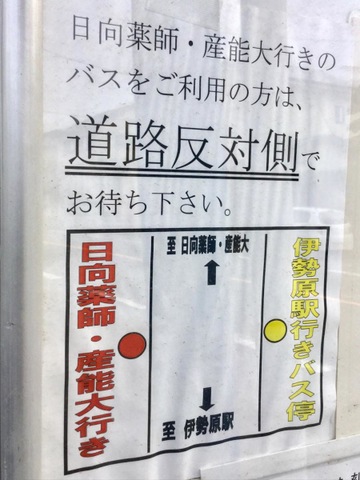 日向薬師・産能大行きの
バスをご利用の方は、
道路反対側で
お待ち下さい。
日向薬師・産能大行き
至 日向薬師・産能大
至 伊勢原駅
伊勢原駅行きバス停